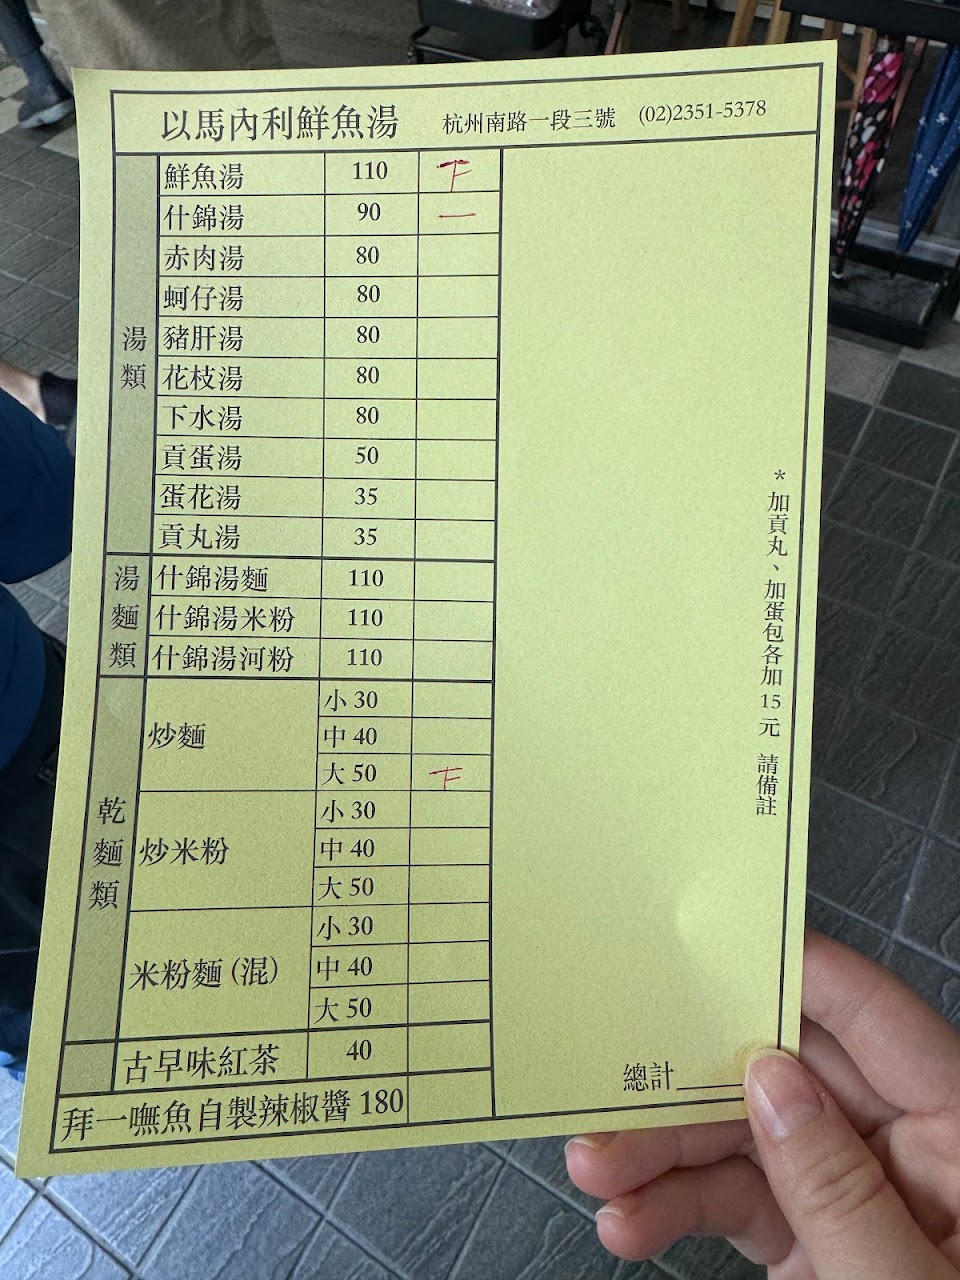 以馬內利鮮魚湯 杭州南路一段三號 (02)2351-5378
湯類
鮮魚湯 110
什錦湯 90 一
赤肉湯 80
蚵仔湯 80
豬肝湯 80
花枝湯 80
下水湯 80
貢蛋湯 50
蛋花湯 35
貢丸湯 35
湯麵類
什錦湯麵 110
什錦湯米粉 110
什錦湯河粉 110
乾麵類
炒麵
小 30
中 40
大 50
炒米粉
小 30
中 40
大 50
米粉麵 (混)
小 30
中 40
大 50
古早味紅茶 40
拜一嘸魚自製辣椒醬 180
*加貢丸、加蛋包各加 15 元 請備註
總計